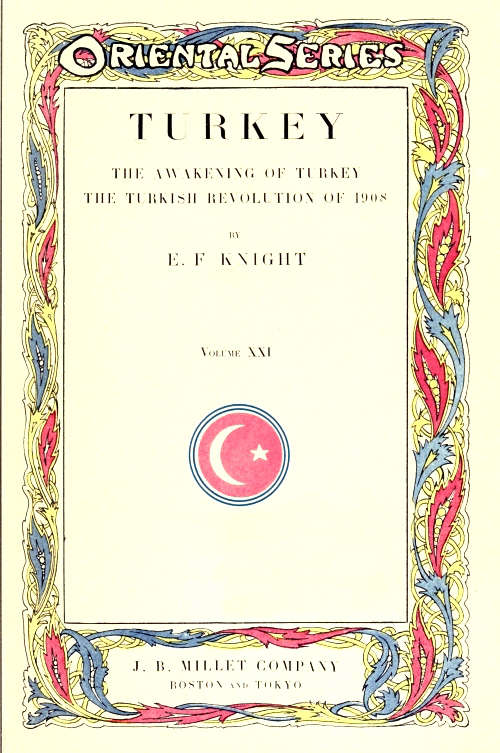 ORIENTAL SERIES
TURKEY
THE AWAKENING OF TURKEY
THE TURKISH REVOLUTION OF 1908
BY
E. F KNIGHT
VOLUME XXI
J. B. MILLET COMPANY
BOSTON AND TOKYO